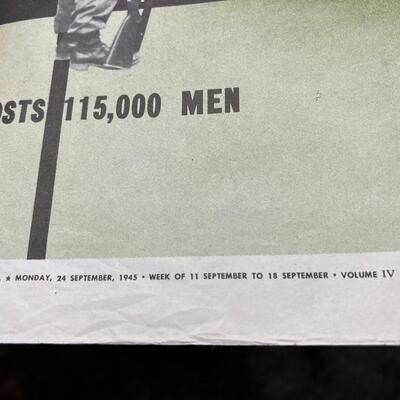 OSTS 115,000 MEN
★ MONDAY, 24 SEPTEMBER, 1945 • WEEK OF 11 SEPTEMBER TO 18 SEPTEMBER • VOLUME IV